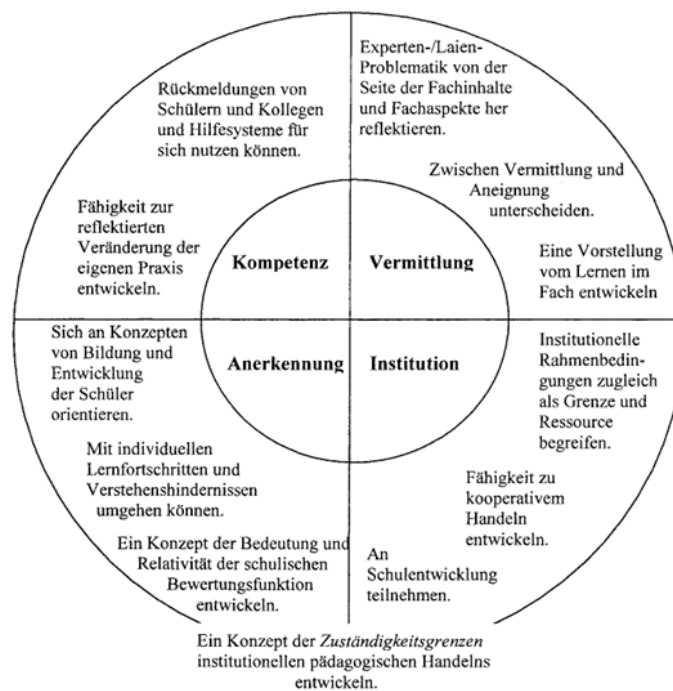 Rückmeldungen von
Schülern und Kollegen
und Hilfesysteme für
sich nutzen können.
Fähigkeit zur
reflektierten
Veränderung der
eigenen Praxis
entwickeln.
Kompetenz
Experten-/Laien-
Problematik von der
Seite der Fachinhalte
und Fachaspekte her
reflektieren.
Zwischen Vermittlung und
Aneignung
unterscheiden.
Eine Vorstellung
vom Lernen im
Fach entwickeln
Vermittlung
Anerkennung
Sich an Konzepten
von Bildung und
Entwicklung
der Schüler
orientieren.
Mit individuellen
Lernfortschritten und
Verstehenshindernissen
umgehen können.
Ein Konzept der Bedeutung und
Relativität der schulischen
Bewertungsfunktion
entwickeln.
Institution
Institutionelle
Rahmenbedin-
gungen zugleich
als Grenze und
Ressource
begreifen.
Fähigkeit zu
kooperativem
Handeln
entwickeln.
An
Schulentwicklung
teilnehmen.
Ein Konzept der Zuständigkeitsgrenzen
institutionellen pädagogischen Handelns
entwickeln.